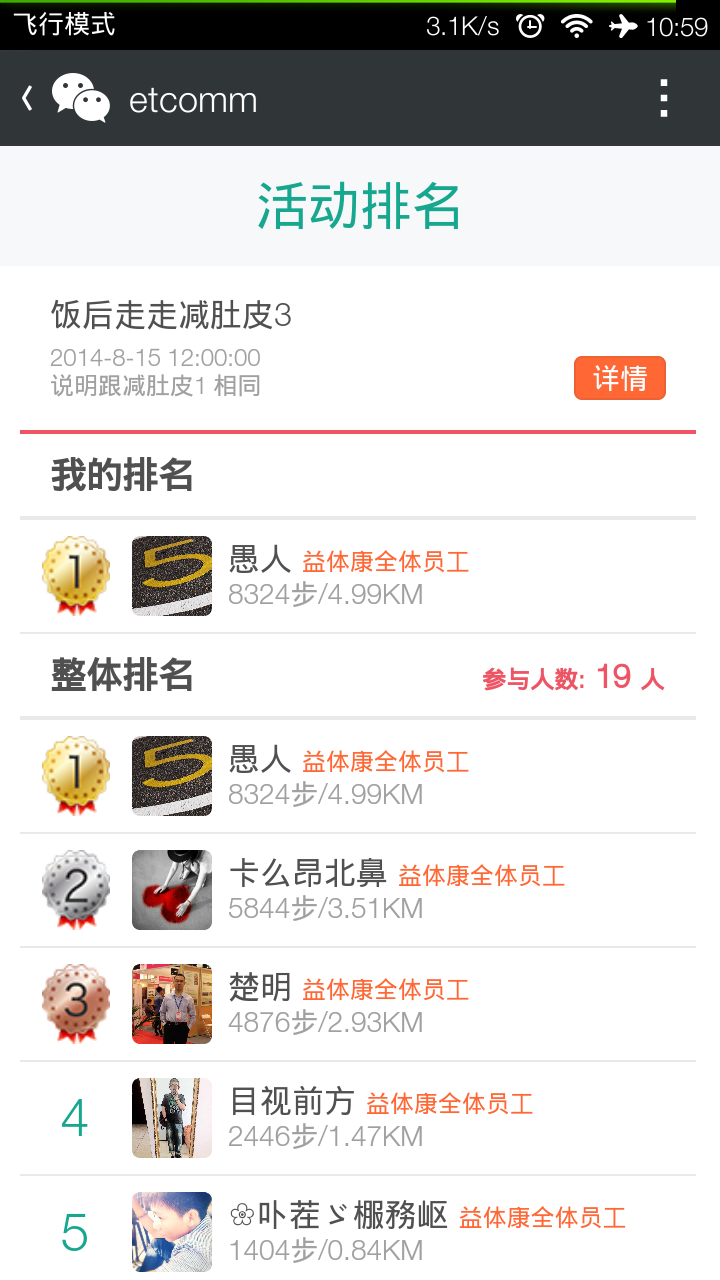 飞行模式 3.1K/s 10:59
etcomm
活动排名
饭后走走减肚皮3
2014-8-15 12:00:00
说明跟减肚皮1 相同
详情
我的排名
1 愚人 益体康全体员工
8324步/4.99KM
整体排名 参与人数: 19 人
1 愚人 益体康全体员工
8324步/4.99KM
2 卡么昂北鼻 益体康全体员工
5844步/3.51KM
3 楚明 益体康全体员工
4876步/2.93KM
4 目视前方 益体康全体员工
2446步/1.47KM
5 ❀卟茬ゞ棴務岖 益体康全体员工
1404步/0.84KM